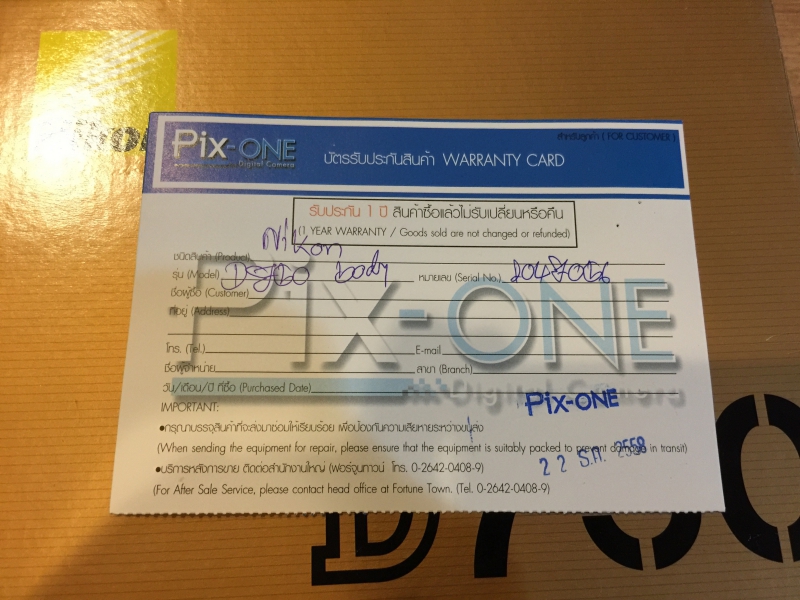 Pix-ONE
Digital Camera
สำหรับลูกค้า ( FOR CUSTOMER )
บัตรรับประกันสินค้า WARRANTY CARD
รับประกัน 1 ปี สินค้าซื้อแล้วไม่รับเปลี่ยนหรือคืน
(1 YEAR WARRANTY / Goods sold are not changed or refunded)
ชนิดสินค้า (Product) Nikon
รุ่น (Model) body หมายเลข (Serial No.)
ชื่อผู้ซื้อ (Customer)
ที่อยู่ (Address)
Pix-ONE
Digital Camera
โทร. (Tel.) E-mail
ชื่อผู้จำหน่าย สาขา (Branch)
วัน/เดือน/ปี ที่ซื้อ (Purchased Date)
Pix-ONE
IMPORTANT:
•กรุณาบรรจุสินค้าที่จะส่งมาซ่อมให้เรียบร้อย เพื่อป้องกันความเสียหายระหว่างขนส่ง
(When sending the equipment for repair, please ensure that the equipment is suitably packed to prevent damage in transit)
22 ธ.ค. 2558
•บริการหลังการขาย ติดต่อสำนักงานใหญ่ (ฟอร์จูนทาวน์ โทร. 0-2642-0408-9)
(For After Sale Service, please contact head office at Fortune Town. (Tel. 0-2642-0408-9)